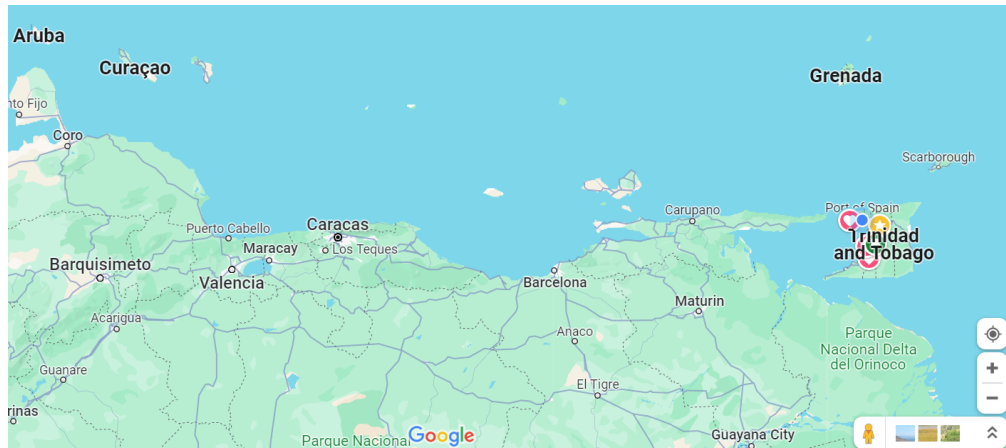 Aruba
Curaçao
Grenada
nto Fijo
Coro
Scarborough
Carupano
Port of Spain
Puerto Cabello
Caracas
Trinidad
and Tobago
Maracay
Los Teques
Barquisimeto
Valencia
Barcelona
Maturin
Acarigua
Anaco
Parque
Nacional Delta
del Orinoco
Guanare
El Tigre
rinas
Parque Nacional
Google
Guayana City